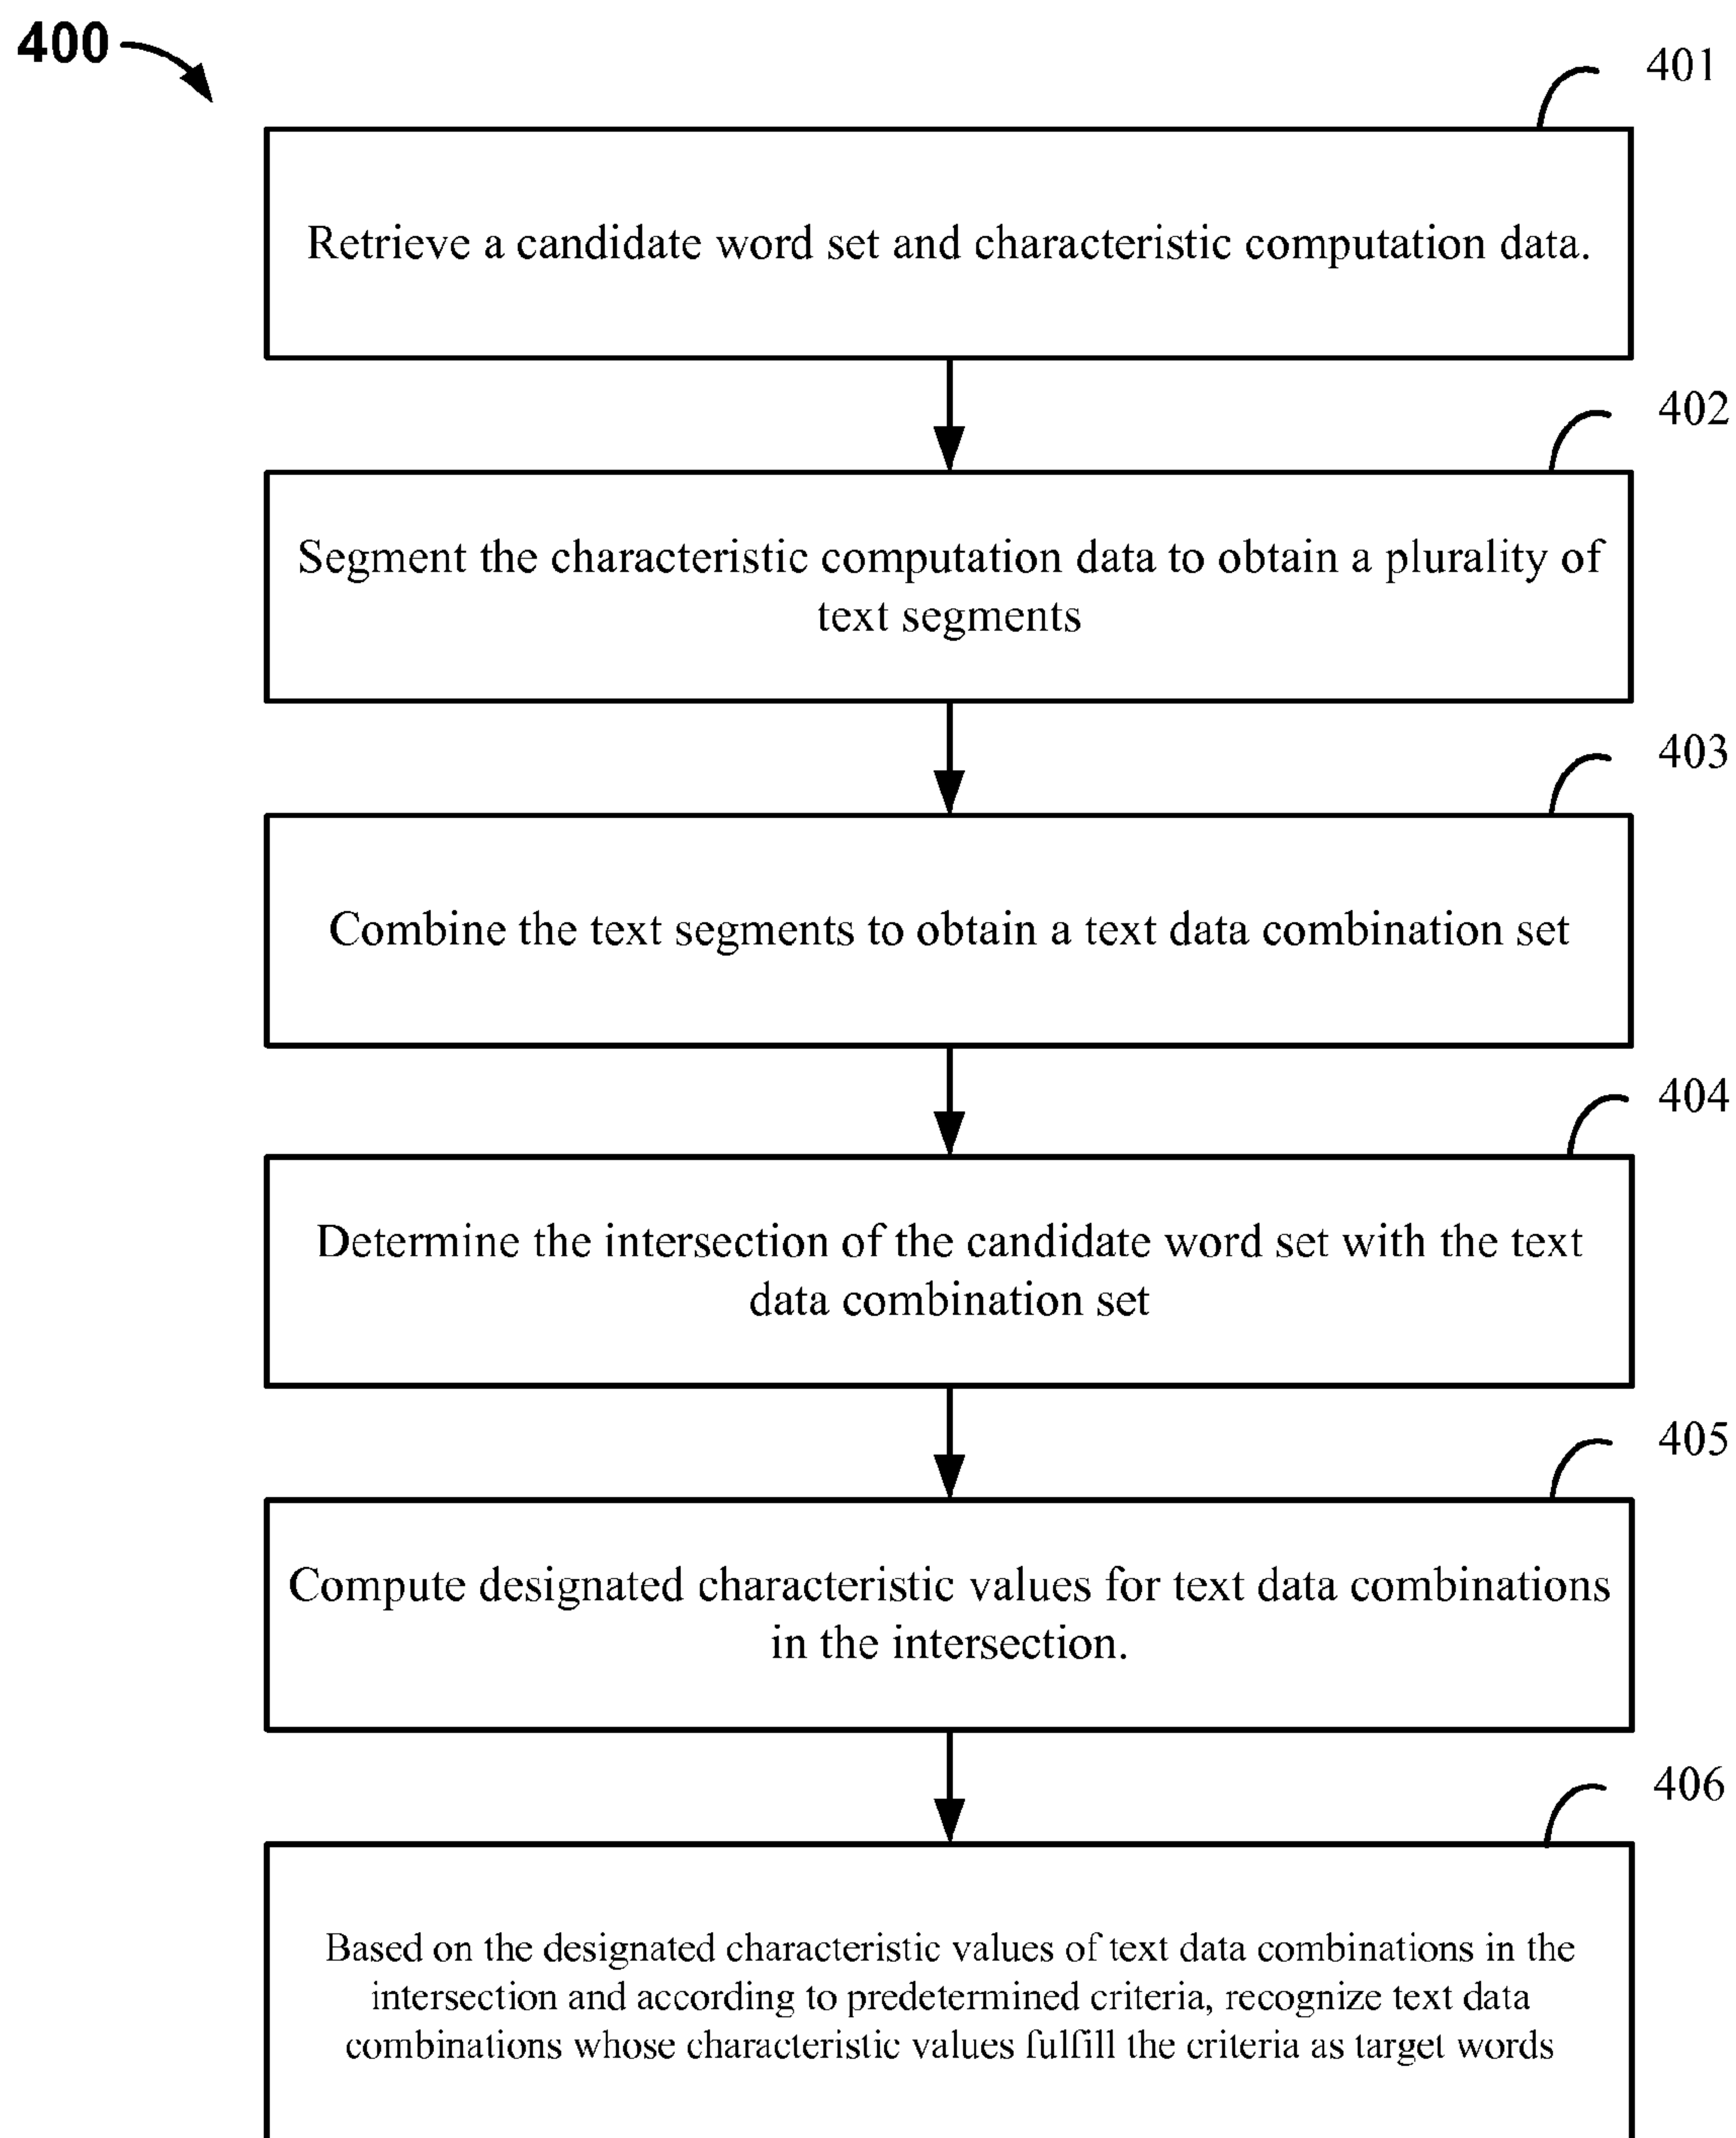 400
401
Retrieve a candidate word set and characteristic computation data.
402
Segment the characteristic computation data to obtain a plurality of
text segments
403
Combine the text segments to obtain a text data combination set
404
Determine the intersection of the candidate word set with the text
data combination set
405
Compute designated characteristic values for text data combinations
in the intersection.
406
Based on the designated characteristic values of text data combinations in the
intersection and according to predetermined criteria, recognize text data
combinations whose characteristic values fulfill the criteria as target words